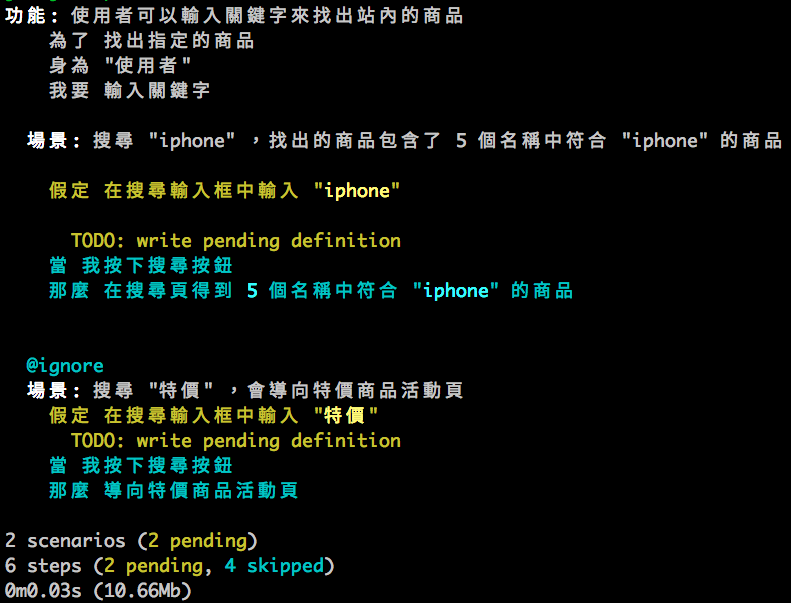 功能: 使用者可以輸入關鍵字來找出站內的商品
為了 找出指定的商品
身為 "使用者"
我要 輸入關鍵字
場景: 搜尋 "iphone" ，找出的商品包含了 5 個名稱中符合 "iphone" 的商品
假定 在搜尋輸入框中輸入 "iphone"
TODO: write pending definition
當 我按下搜尋按鈕
那麼 在搜尋頁得到 5 個名稱中符合 "iphone" 的商品
@ignore
場景: 搜尋 "特價" ，會導向特價商品活動頁
假定 在搜尋輸入框中輸入 "特價"
TODO: write pending definition
當 我按下搜尋按鈕
那麼 導向特價商品活動頁
2 scenarios (2 pending)
6 steps (2 pending, 4 skipped)
0m0.03s (10.66Mb)